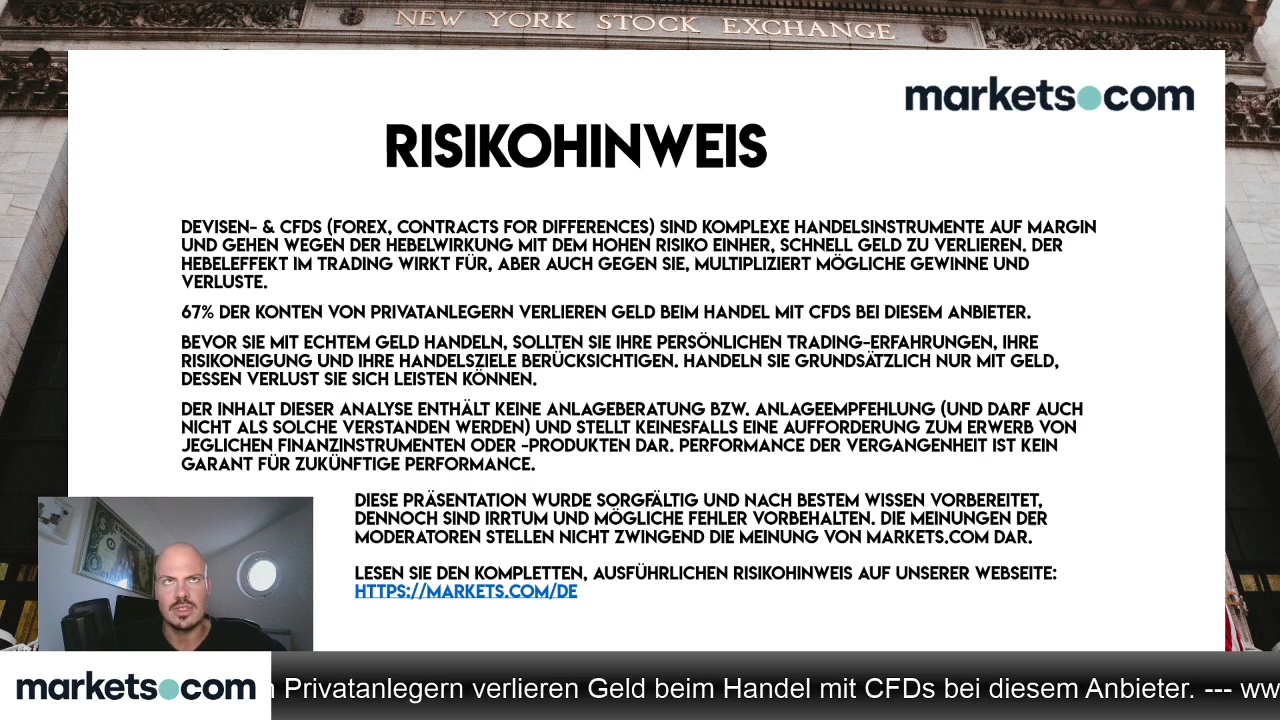 NEW YORK STOCK EXCHANGE
markets.com
RISIKOHINWEIS
DEVISEN- & CFDS (FOREX, CONTRACTS FOR DIFFERENCES) SIND KOMPLEXE HANDELSINSTRUMENTE AUF MARGIN
UND GEHEN WEGEN DER HEBELWIRKUNG MIT DEM HOHEN RISIKO EINHER, SCHNELL GELD ZU VERLIEREN. DER
HEBELEFFEKT IM TRADING WIRKT FÜR, ABER AUCH GEGEN SIE, MULTIPLIZIERT MÖGLICHE GEWINNE UND
VERLUSTE.
67% DER KONTEN VON PRIVATANLEGERN VERLIEREN GELD BEIM HANDEL MIT CFDS BEI DIESEM ANBIETER.
BEVOR SIE MIT ECHTEM GELD HANDELN, SOLLTEN SIE IHRE PERSÖNLICHEN TRADING-ERFAHRUNGEN, IHRE
RISIKONEIGUNG UND IHRE HANDELSZIELE BERÜCKSICHTIGEN. HANDELN SIE GRUNDSÄTZLICH NUR MIT GELD,
DESSEN VERLUST SIE SICH LEISTEN KÖNNEN.
DER INHALT DIESER ANALYSE ENTHÄLT KEINE ANLAGEBERATUNG BZW. ANLAGEEMPFEHLUNG (UND DARF AUCH
NICHT ALS SOLCHE VERSTANDEN WERDEN) UND STELLT KEINESFALLS EINE AUFFORDERUNG ZUM ERWERB VON
JEGLICHEN FINANZINSTRUMENTEN ODER -PRODUKTEN DAR. PERFORMANCE DER VERGANGENHEIT IST KEIN
GARANT FÜR ZUKÜNFTIGE PERFORMANCE.
DIESE PRÄSENTATION WURDE SORGFÄLTIG UND NACH BESTEM WISSEN VORBEREITET,
DENNOCH SIND IRRTUM UND MÖGLICHE FEHLER VORBEHALTEN. DIE MEINUNGEN DER
MODERATOREN STELLEN NICHT ZWINGEND DIE MEINUNG VON MARKETS.COM DAR.
LESEN SIE DEN KOMPLETTEN, AUSFÜHRLICHEN RISIKOHINWEIS AUF UNSERER WEBSEITE:
HTTPS://MARKETS.COM/DE
markets.com
n Privatanlegern verlieren Geld beim Handel mit CFDs bei diesem Anbieter. --- ww